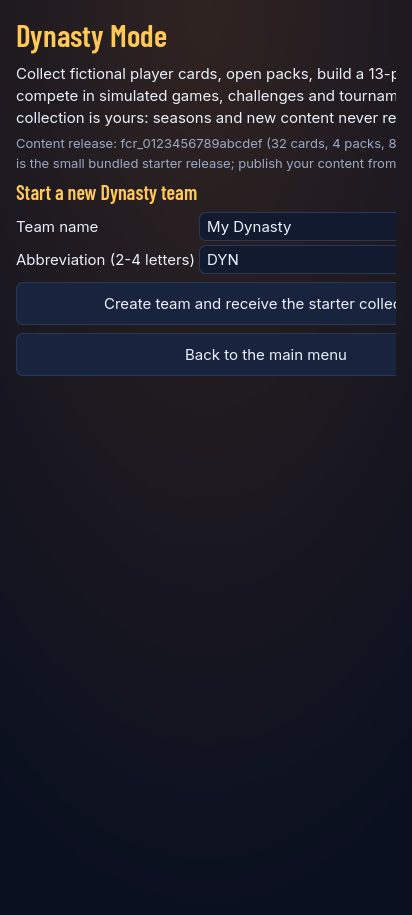 Dynasty Mode
Collect fictional player cards, open packs, build a 13-p
compete in simulated games, challenges and tournam
collection is yours: seasons and new content never re
Content release: fcr_0123456789abcdef (32 cards, 4 packs, 8
is the small bundled starter release; publish your content from
Start a new Dynasty team
Team name My Dynasty
Abbreviation (2-4 letters) DYN
Create team and receive the starter collec
Back to the main menu